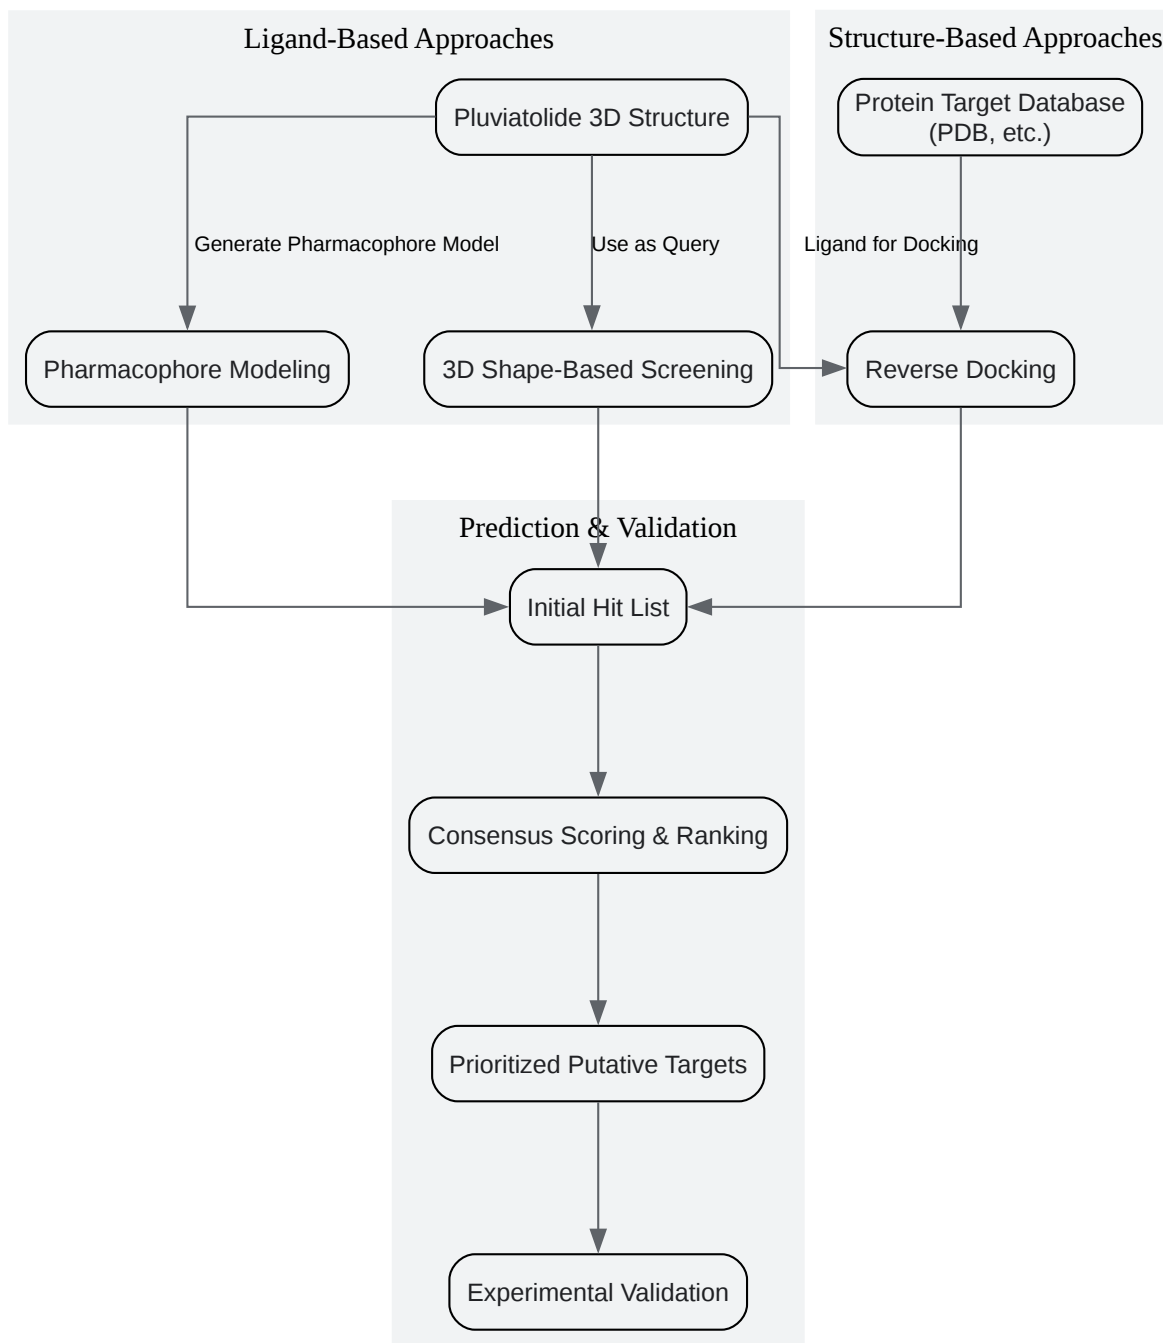 Ligand-Based Approaches
Structure-Based Approaches
Pluviatolide 3D Structure
Protein Target Database
(PDB, etc.)
Generate Pharmacophore Model
Use as Query
Ligand for Docking
Pharmacophore Modeling
3D Shape-Based Screening
Reverse Docking
Prediction & Validation
Initial Hit List
Consensus Scoring & Ranking
Prioritized Putative Targets
Experimental Validation